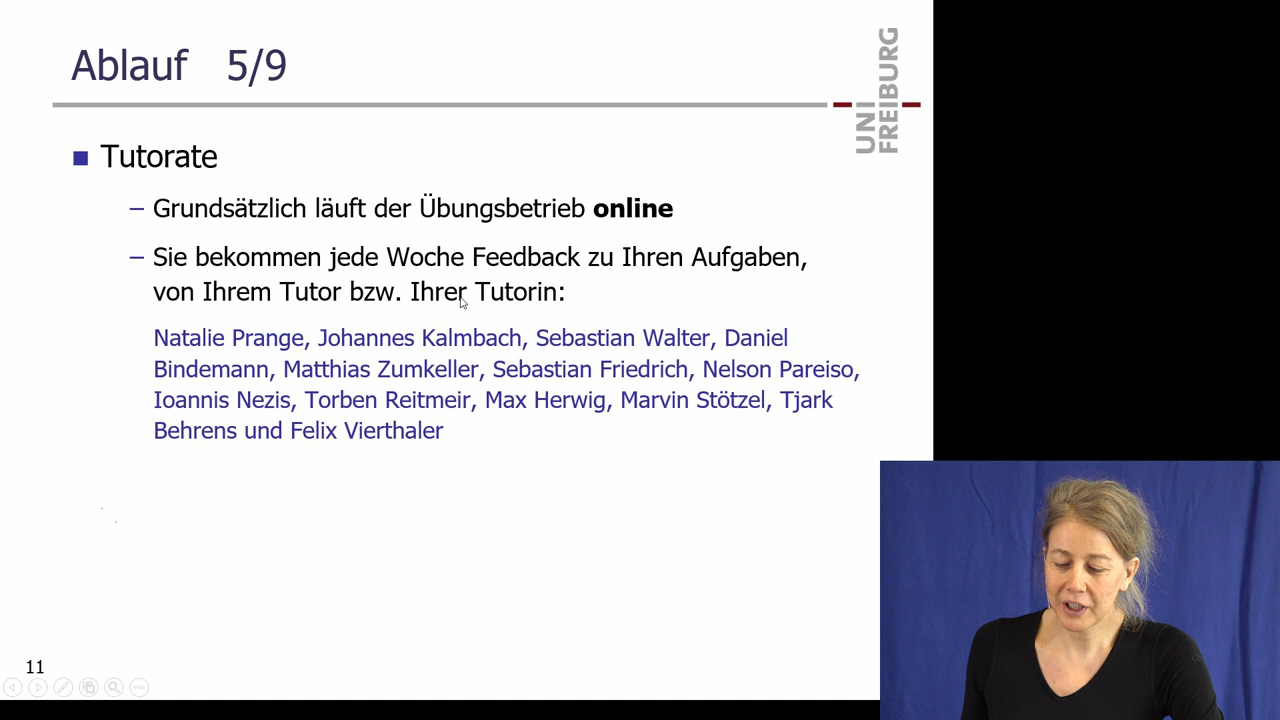 Ablauf 5/9
UNI
FREIBURG
Tutorate
– Grundsätzlich läuft der Übungsbetrieb online
– Sie bekommen jede Woche Feedback zu Ihren Aufgaben,
von Ihrem Tutor bzw. Ihrer Tutorin:
Natalie Prange, Johannes Kalmbach, Sebastian Walter, Daniel
Bindemann, Matthias Zumkeller, Sebastian Friedrich, Nelson Pareiso,
Ioannis Nezis, Torben Reitmeir, Max Herwig, Marvin Stötzel, Tjark
Behrens und Felix Vierthaler
11